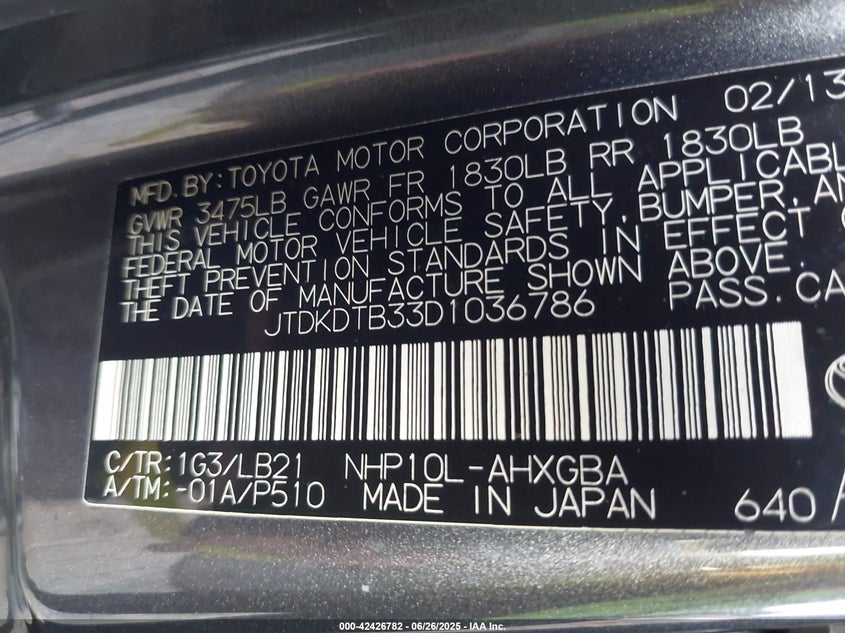 MFD. BY: TOYOTA MOTOR CORPORATION 02/13
GVWR 3475LB GAWR FR 1830LB RR 1830LB
THIS VEHICLE CONFORMS TO ALL APPLICABL
FEDERAL MOTOR VEHICLE SAFETY, BUMPER, AN
THEFT PREVENTION STANDARDS IN EFFECT
THE DATE OF MANUFACTURE SHOWN ABOVE.
JTDKDTB33D1036786 PASS. CA
C/TR: 1G3/LB21 NHP10L-AHXGBA
A/TM: -01A/P510 MADE IN JAPAN 640
000-42426782 - 06/26/2025 - IAA Inc.